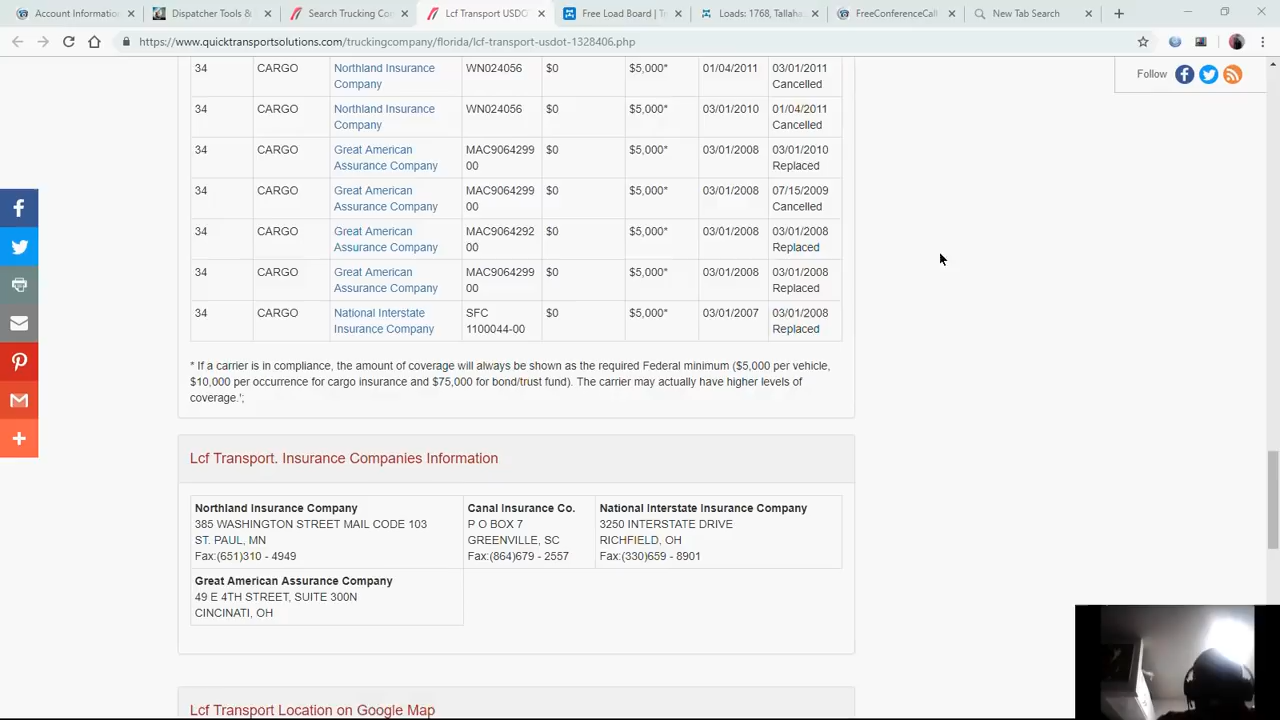 Account Information
Dispatcher Tools &
Search Trucking Co
Lcf Transport USDO
Free Load Board | Tr
Loads: 1768, Tallaha
FreeConferenceCall
New Tab Search
https://www.quicktransportsolutions.com/truckingcompany/florida/lcf-transport-usdot-1328406.php
Follow
34 CARGO Northland Insurance WN024056 $0 $5,000* 01/04/2011 03/01/2011
Company Cancelled
34 CARGO Northland Insurance WN024056 $0 $5,000* 03/01/2010 01/04/2011
Company Cancelled
34 CARGO Great American MAC9064299 $0 $5,000* 03/01/2008 03/01/2010
Assurance Company 00 Replaced
34 CARGO Great American MAC9064299 $0 $5,000* 03/01/2008 07/15/2009
Assurance Company 00 Cancelled
34 CARGO Great American MAC9064292 $0 $5,000* 03/01/2008 03/01/2008
Assurance Company 00 Replaced
34 CARGO Great American MAC9064299 $0 $5,000* 03/01/2008 03/01/2008
Assurance Company 00 Replaced
34 CARGO National Interstate SFC $0 $5,000* 03/01/2007 03/01/2008
Insurance Company 1100044-00 Replaced
* If a carrier is in compliance, the amount of coverage will always be shown as the required Federal minimum ($5,000 per vehicle,
$10,000 per occurrence for cargo insurance and $75,000 for bond/trust fund). The carrier may actually have higher levels of
coverage.';
Lcf Transport. Insurance Companies Information
Northland Insurance Company
385 WASHINGTON STREET MAIL CODE 103
ST. PAUL, MN
Fax:(651)310 - 4949
Canal Insurance Co.
P O BOX 7
GREENVILLE, SC
Fax:(864)679 - 2557
National Interstate Insurance Company
3250 INTERSTATE DRIVE
RICHFIELD, OH
Fax:(330)659 - 8901
Great American Assurance Company
49 E 4TH STREET, SUITE 300N
CINCINATI, OH
Lcf Transport Location on Google Map